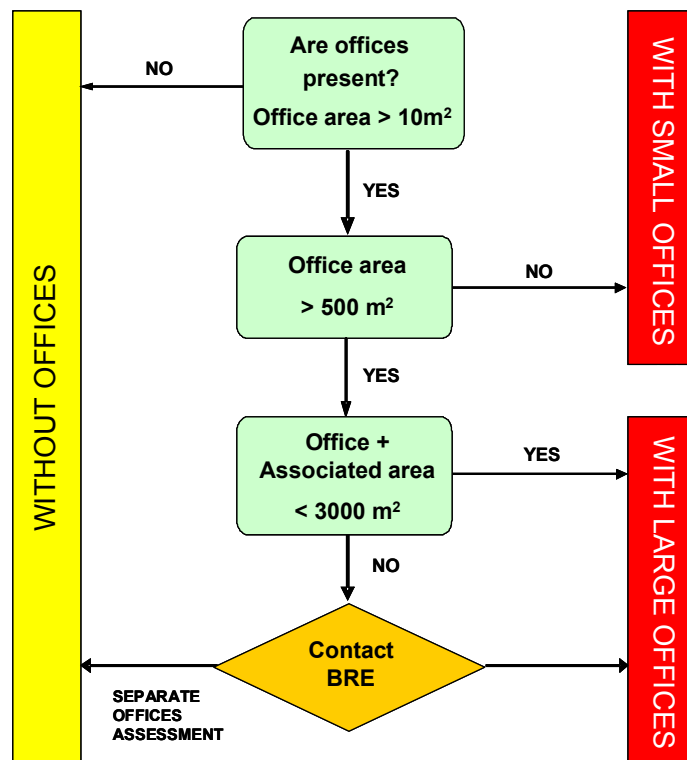 Are offices
present?
Office area > 10m²
NO
YES
WITH SMALL OFFICES
Office area
> 500 m²
NO
YES
WITHOUT OFFICES
Office +
Associated area
< 3000 m²
YES
NO
WITH LARGE OFFICES
Contact
BRE
SEPARATE
OFFICES
ASSESSMENT